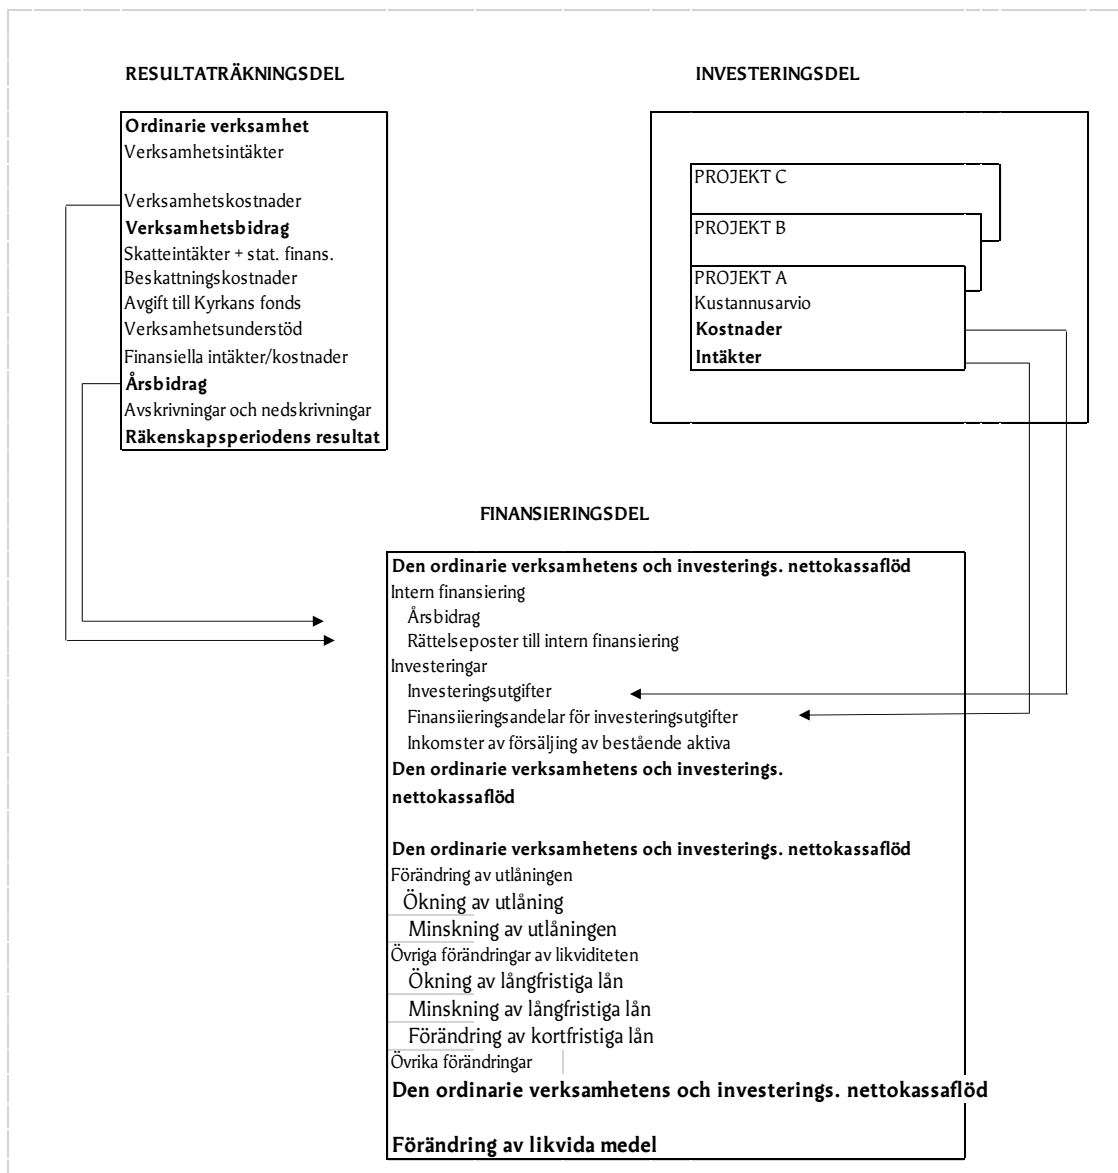 RESULTATRÄKNINGSDEL
Ordinarie verksamhet
Verksamhetsintäkter
Verksamhetskostnader
Verksamhetsbidrag
Skatteintäkter + stat. finans.
Beskattningskostnader
Avgift till Kyrkans fonds
Verksamhetsunderstöd
Finansiella intäkter/kostnader
Årsbidrag
Avskrivningar och nedskrivningar
Räkenskapsperiodens resultat
INVESTERINGSDEL
PROJEKT C
PROJEKT B
PROJEKT A
Kustannusarvio
Kostnader
Intäkter
FINANSIERINGSDEL
Den ordinarie verksamhetens och investerings. nettokassaflöd
Intern finansiering
Årsbidrag
Rättelseposter till intern finansiering
Investeringar
Investeringsutgifter
Finansiieringsandelar för investeringsutgifter
Inkomster av försäljing av bestående aktiva
Den ordinarie verksamhetens och investerings.
nettokassaflöd
Den ordinarie verksamhetens och investerings. nettokassaflöd
Förändring av utlåningen
Ökning av utlåning
Minskning av utlåningen
Övriga förändringar av likviditeten
Ökning av långfristiga lån
Minskning av långfristiga lån
Förändring av kortfristiga lån
Övrika förändringar
Den ordinarie verksamhetens och investerings. nettokassaflöd
Förändring av likvida medel